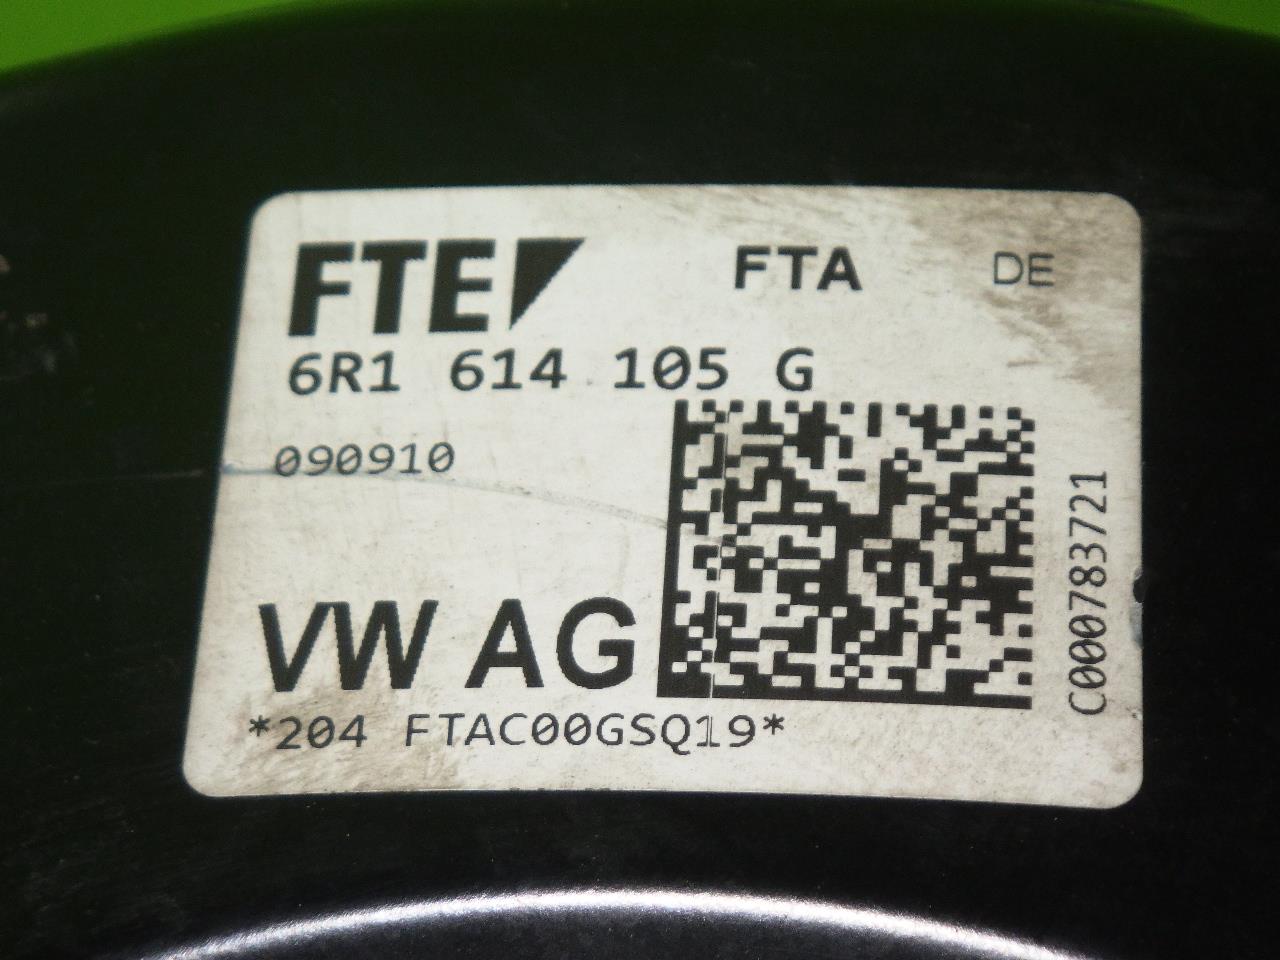 FTE FTA DE
6R1 614 105 G
090910
VW AG
*204 FTAC00GSQ19*
C000783721